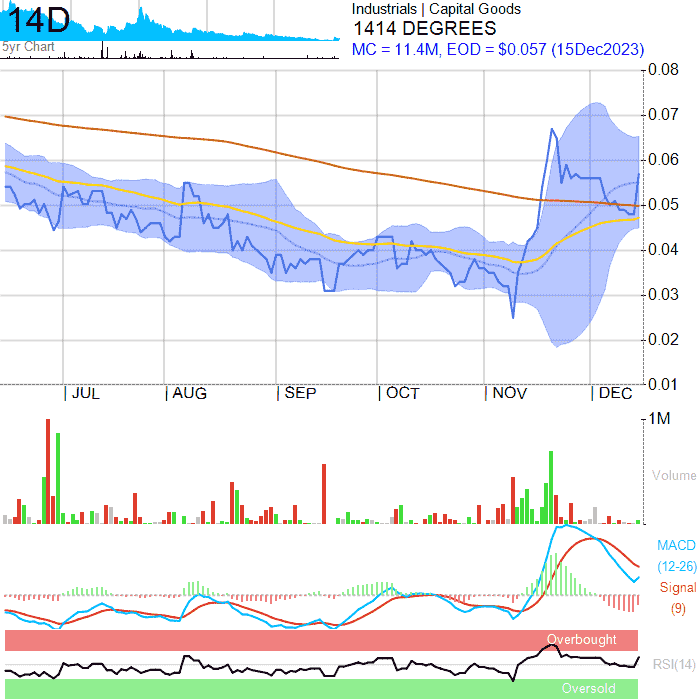 14D
5yr Chart
Industrials | Capital Goods
1414 DEGREES
MC = 11.4M, EOD = $0.057 (15Dec2023)
0.08
0.07
0.06
0.05
0.04
0.03
0.02
0.01
JUL AUG SEP OCT NOV DEC
1M
Volume
MACD
(12-26)
Signal
(9)
Overbought
RSI(14)
Oversold